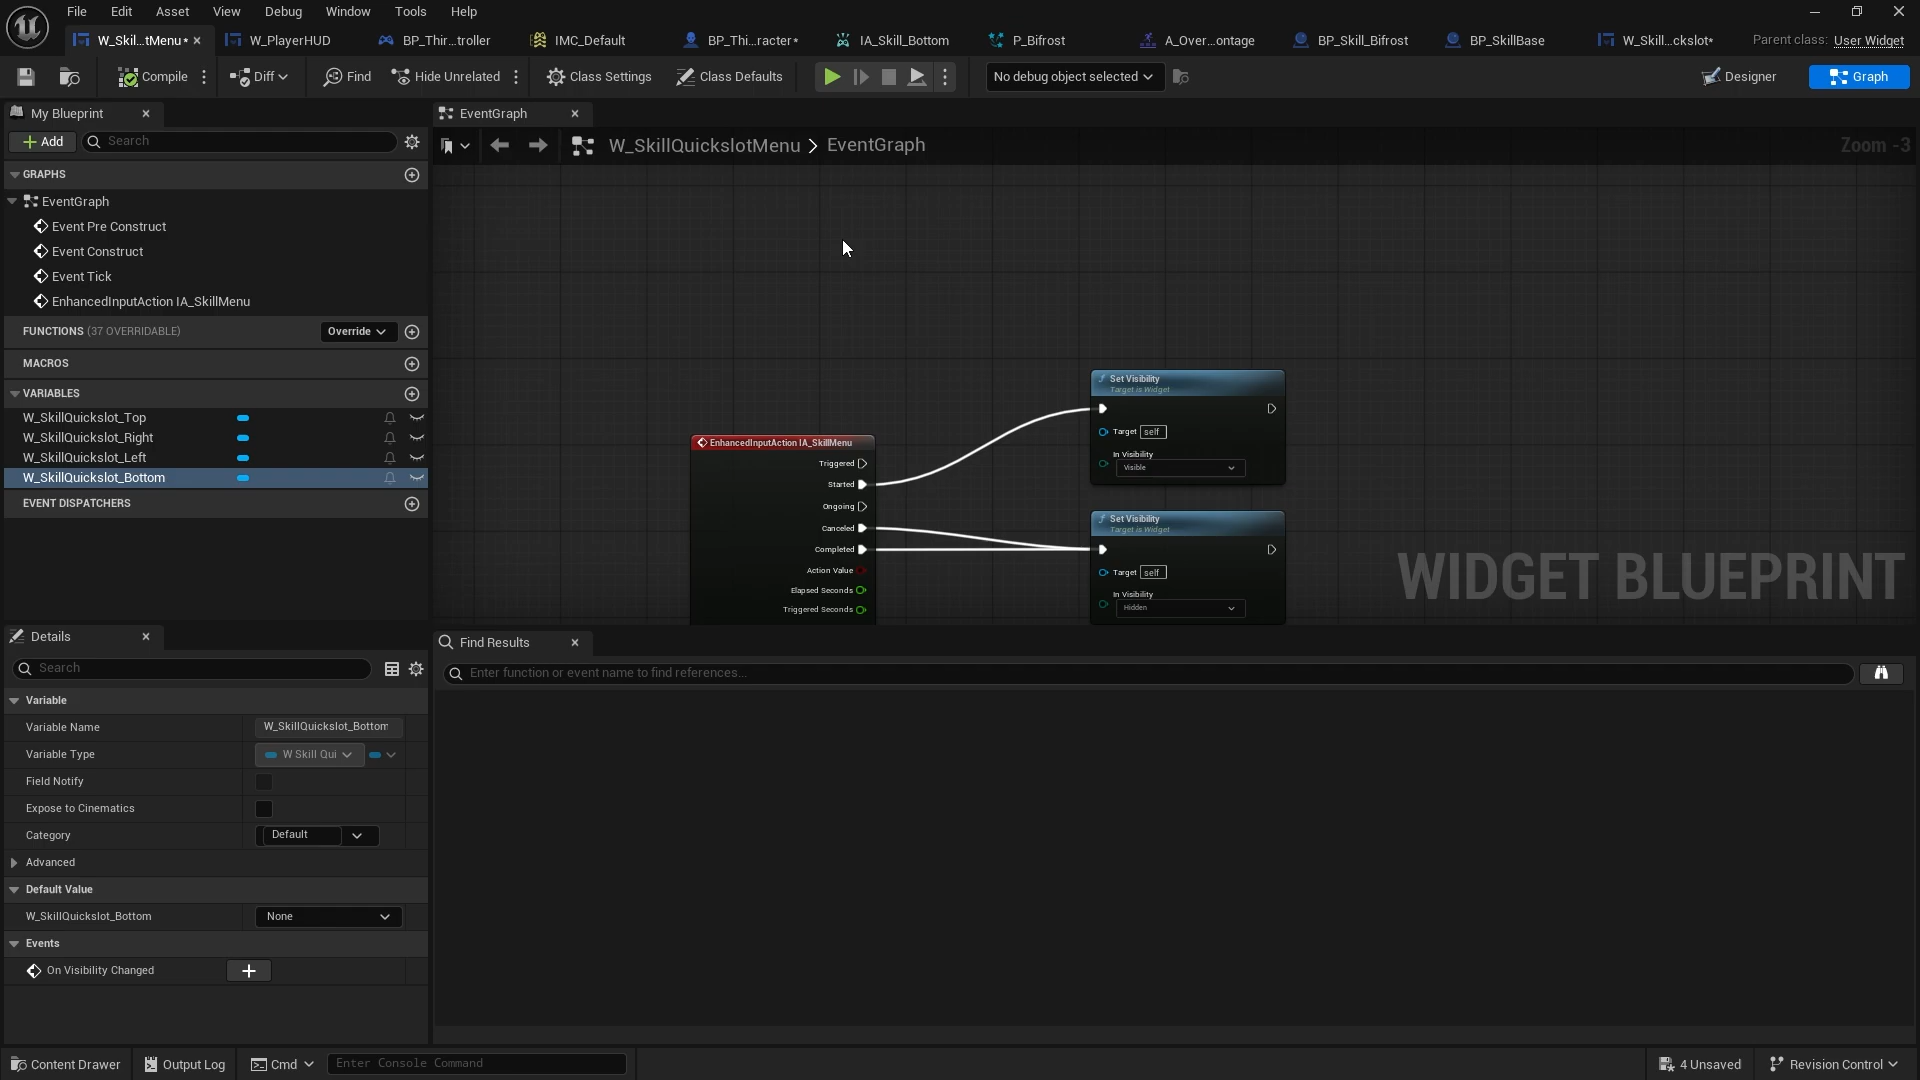 File Edit Asset View Debug Window Tools Help
W_Skil...tMenu* W_PlayerHUD BP_Thir...troller IMC_Default BP_Thi...racter* IA_Skill_Bottom P_Bifrost A_Over...ontage BP_Skill_Bifrost BP_SkillBase W_Skill...ckslot* Parent class: User Widget
Compile Diff Find Hide Unrelated Class Settings Class Defaults No debug object selected Designer Graph
My Blueprint EventGraph
Add Search W_SkillQuickslotMenu > EventGraph Zoom -3
GRAPHS
EventGraph
Event Pre Construct
Event Construct
Event Tick
EnhancedInputAction IA_SkillMenu
FUNCTIONS (37 OVERRIDABLE) Override
MACROS
VARIABLES
W_SkillQuickslot_Top
W_SkillQuickslot_Right
W_SkillQuickslot_Left
W_SkillQuickslot_Bottom
EVENT DISPATCHERS
EnhancedInputAction IA_SkillMenu
Triggered
Started
Ongoing
Canceled
Completed
Action Value
Elapsed Seconds
Triggered Seconds
Set Visibility
Target is Widget
Target self
In Visibility
Visible
Set Visibility
Target is Widget
Target self
In Visibility
Hidden
WIDGET BLUEPRINT
Details
Search
Variable
Variable Name W_SkillQuickslot_Bottom
Variable Type W Skill Qui
Field Notify
Expose to Cinematics
Category Default
Advanced
Default Value
W_SkillQuickslot_Bottom None
Events
On Visibility Changed
Find Results
Enter function or event name to find references...
Content Drawer Output Log Cmd Enter Console Command 4 Unsaved Revision Control